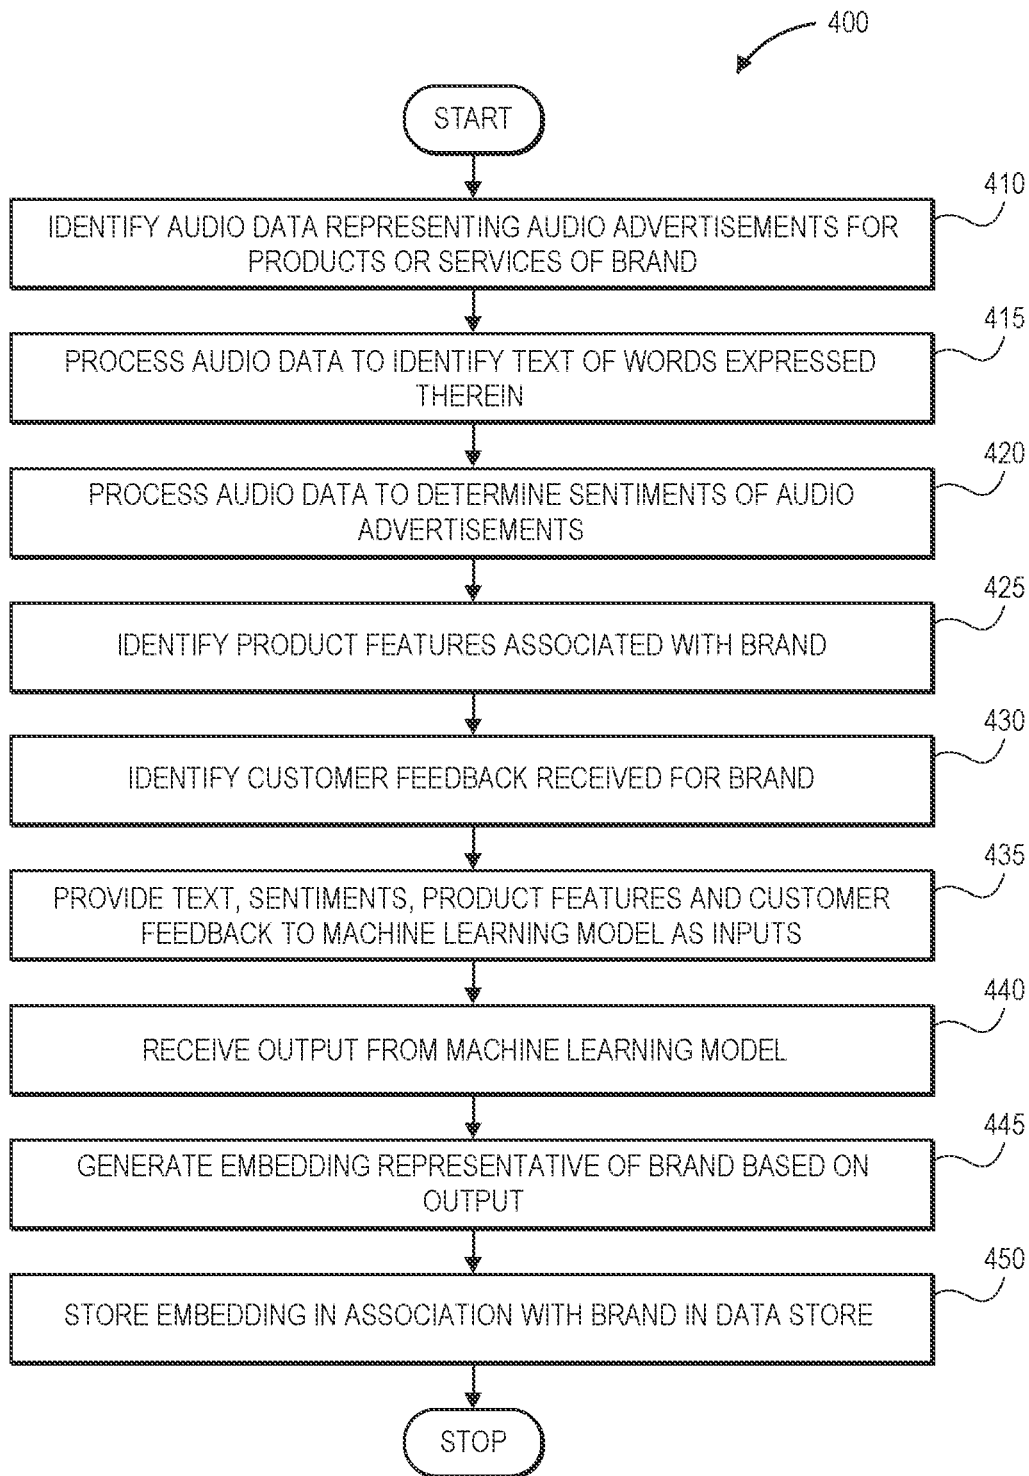 400
START
410
IDENTIFY AUDIO DATA REPRESENTING AUDIO ADVERTISEMENTS FOR
PRODUCTS OR SERVICES OF BRAND
415
PROCESS AUDIO DATA TO IDENTIFY TEXT OF WORDS EXPRESSED
THEREIN
420
PROCESS AUDIO DATA TO DETERMINE SENTIMENTS OF AUDIO
ADVERTISEMENTS
425
IDENTIFY PRODUCT FEATURES ASSOCIATED WITH BRAND
430
IDENTIFY CUSTOMER FEEDBACK RECEIVED FOR BRAND
435
PROVIDE TEXT, SENTIMENTS, PRODUCT FEATURES AND CUSTOMER
FEEDBACK TO MACHINE LEARNING MODEL AS INPUTS
440
RECEIVE OUTPUT FROM MACHINE LEARNING MODEL
445
GENERATE EMBEDDING REPRESENTATIVE OF BRAND BASED ON
OUTPUT
450
STORE EMBEDDING IN ASSOCIATION WITH BRAND IN DATA STORE
STOP